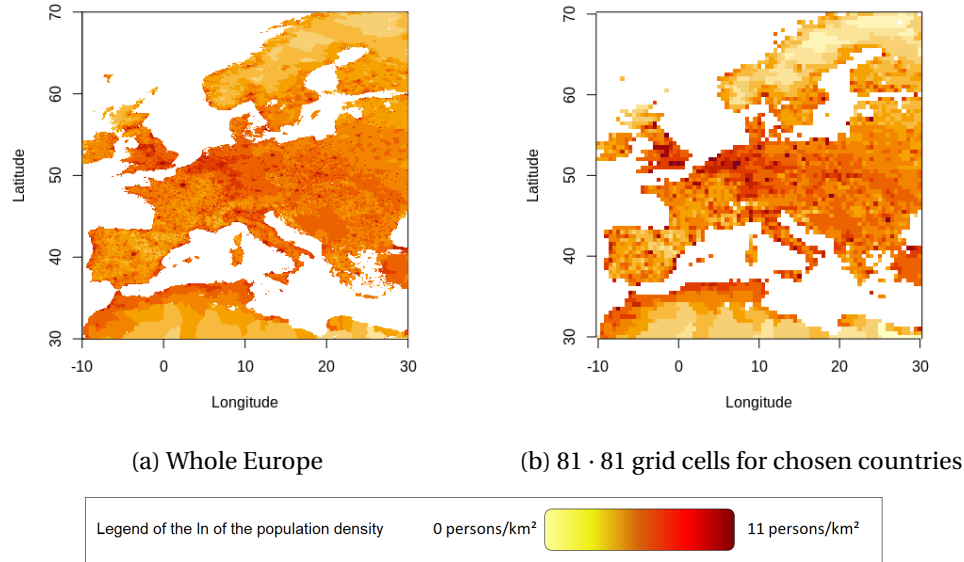 70
60
50
40
30
Latitude
-10 0 10 20 30
Longitude
70
60
50
40
30
Latitude
-10 0 10 20 30
Longitude
(a) Whole Europe
(b) 81 · 81 grid cells for chosen countries
Legend of the ln of the population density 0 persons/km² 11 persons/km²